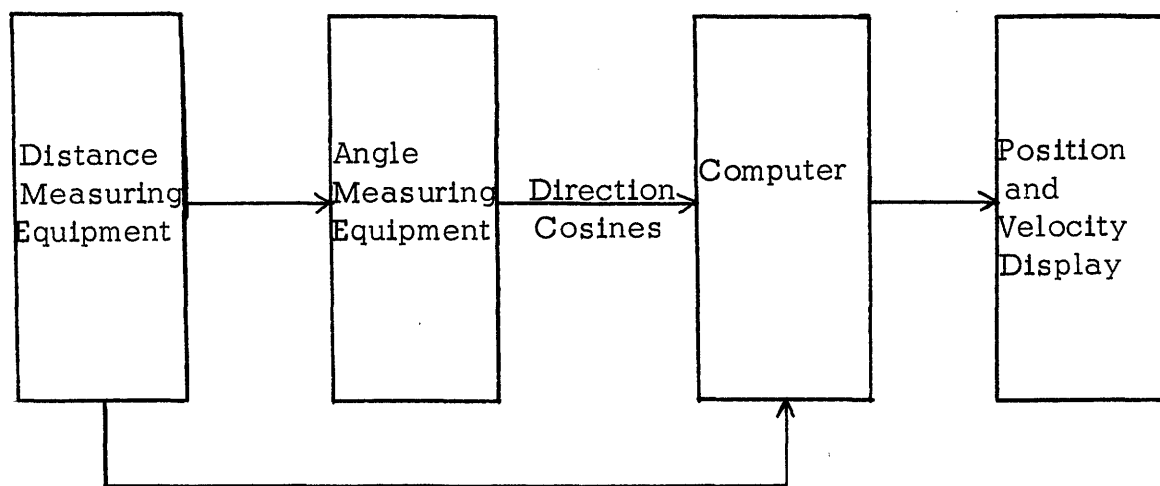 Distance
Measuring
Equipment
Angle
Measuring
Equipment
Direction
Cosines
Computer
Position
and
Velocity
Display